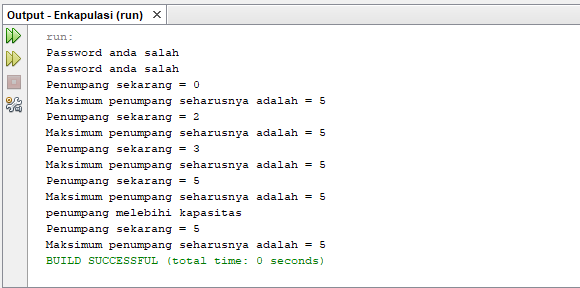 Output - Enkapulasi (run)
run:
Password anda salah
Password anda salah
Penumpang sekarang = 0
Maksimum penumpang seharusnya adalah = 5
Penumpang sekarang = 2
Maksimum penumpang seharusnya adalah = 5
Penumpang sekarang = 3
Maksimum penumpang seharusnya adalah = 5
Penumpang sekarang = 5
Maksimum penumpang seharusnya adalah = 5
penumpang melebihi kapasitas
Penumpang sekarang = 5
Maksimum penumpang seharusnya adalah = 5
BUILD SUCCESSFUL (total time: 0 seconds)